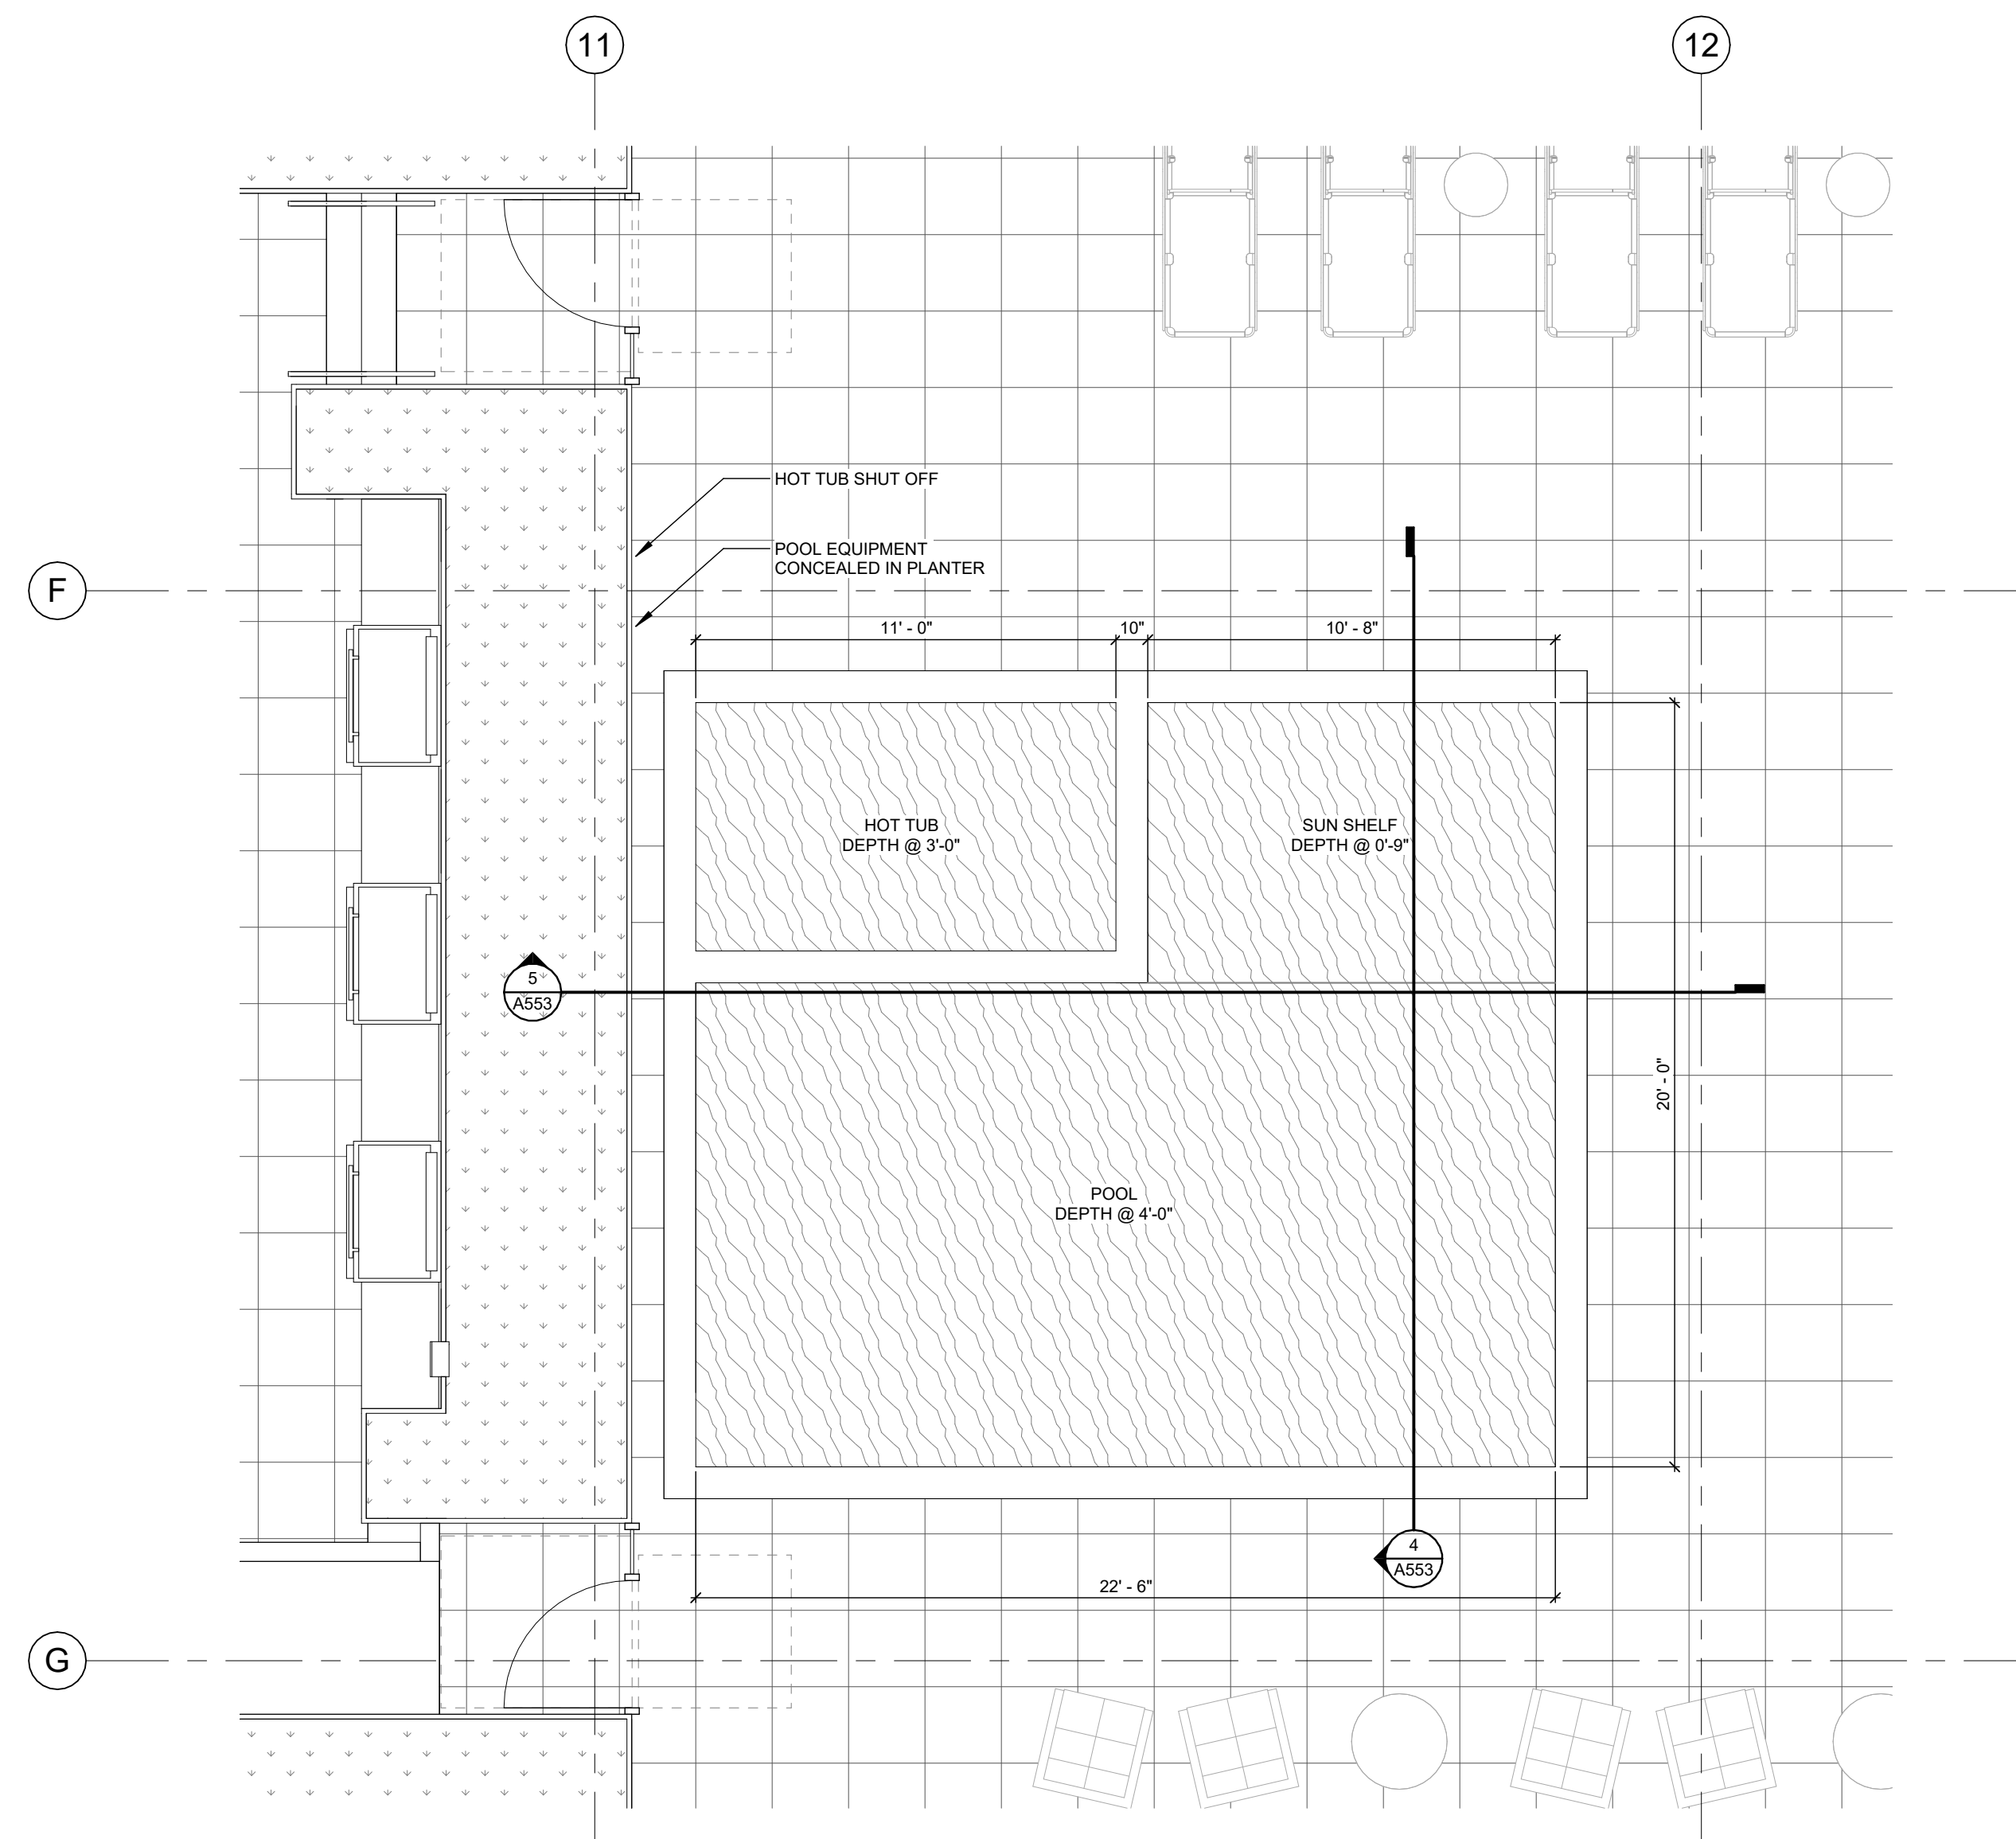 11
12
HOT TUB SHUT OFF
POOL EQUIPMENT
CONCEALED IN PLANTER
F
11' - 0"
10"
10' - 8"
HOT TUB
DEPTH @ 3'-0"
SUN SHELF
DEPTH @ 0'-9"
5
A553
20' - 0"
POOL
DEPTH @ 4'-0"
4
A553
22' - 6"
G